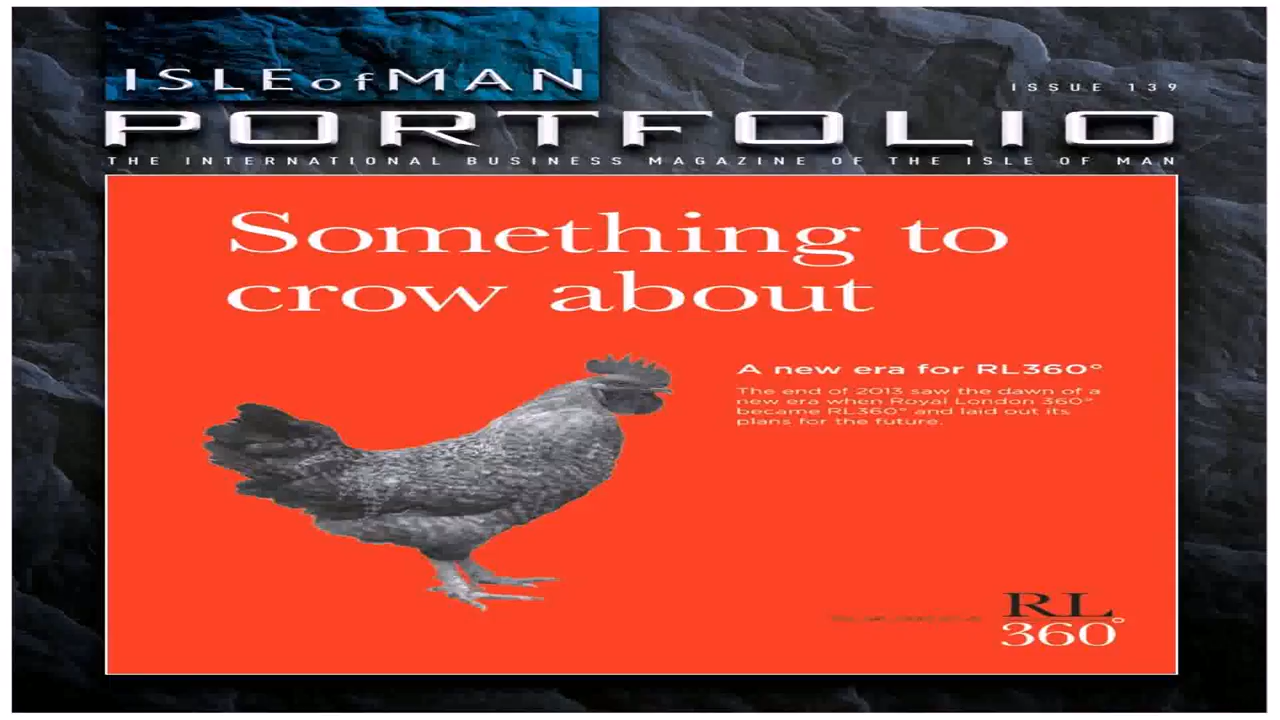 ISLE of MAN
ISSUE 139
PORTFOLIO
THE INTERNATIONAL BUSINESS MAGAZINE OF THE ISLE OF MAN
Something to
crow about
A new era for RL360°
The end of 2013 saw the dawn of a
new era when Royal London 360°
became RL360° and laid out its
plans for the future.
RL
360°